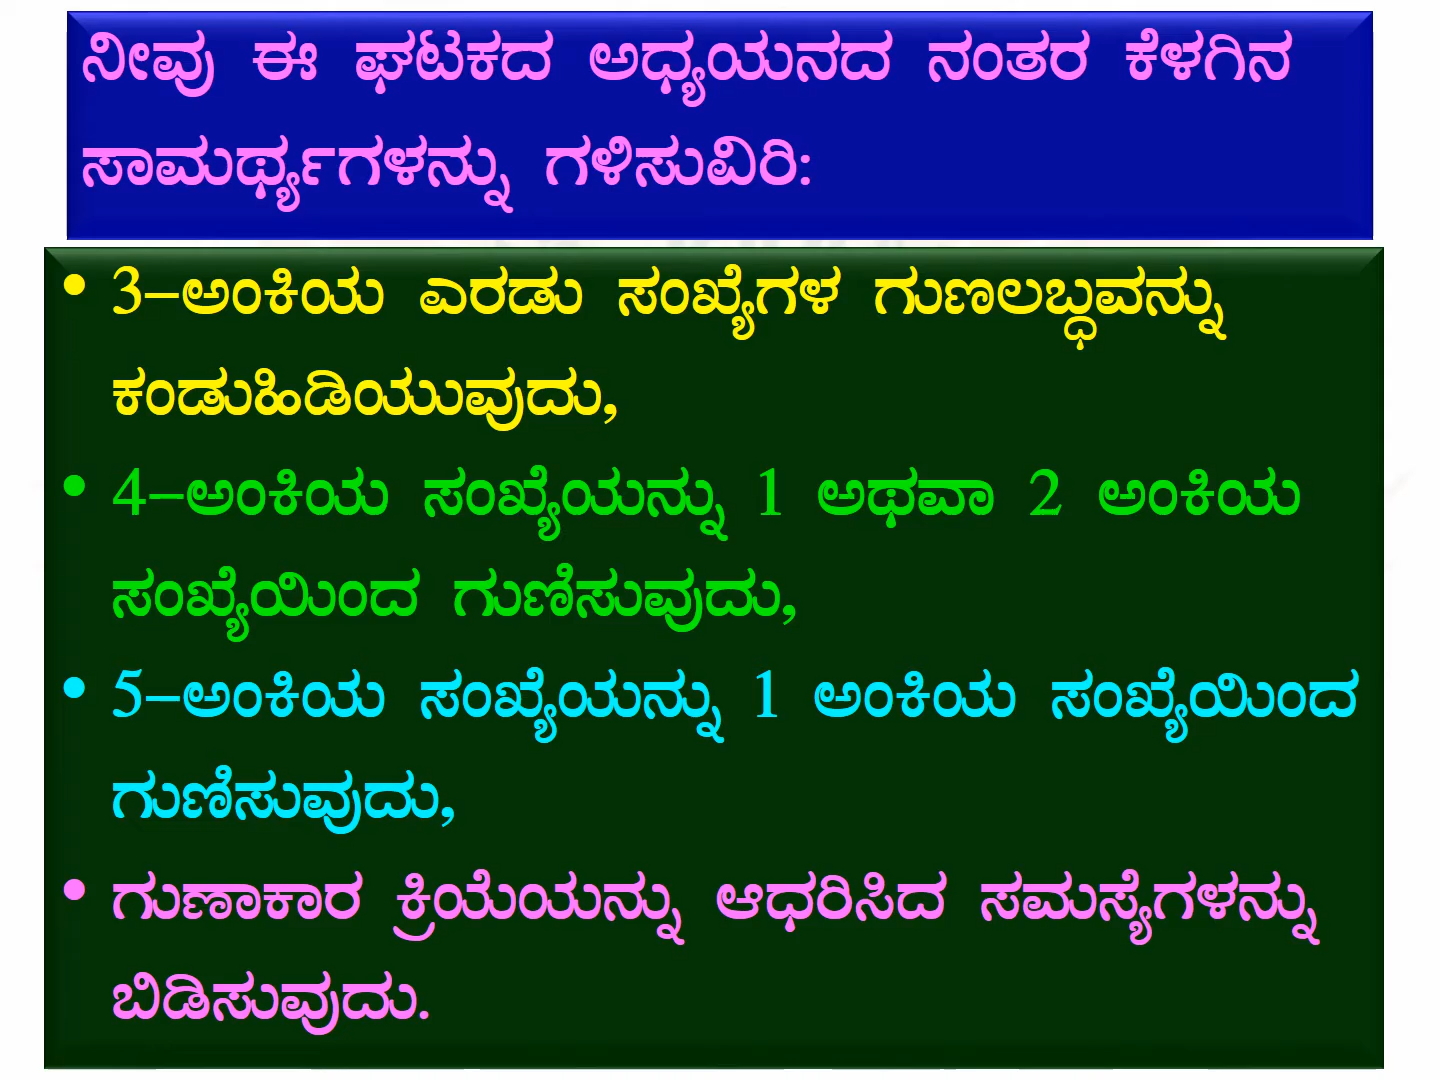 ನೀವು ಈ ಘಟಕದ ಅಧ್ಯಯನದ ನಂತರ ಕೆಳಗಿನ
ಸಾಮರ್ಥ್ಯಗಳನ್ನು ಗಳಿಸುವಿರಿ:
• 3–ಅಂಕಿಯ ಎರಡು ಸಂಖ್ಯೆಗಳ ಗುಣಲಬ್ಧವನ್ನು
ಕಂಡುಹಿಡಿಯುವುದು,
• 4–ಅಂಕಿಯ ಸಂಖ್ಯೆಯನ್ನು 1 ಅಥವಾ 2 ಅಂಕಿಯ
ಸಂಖ್ಯೆಯಿಂದ ಗುಣಿಸುವುದು,
• 5–ಅಂಕಿಯ ಸಂಖ್ಯೆಯನ್ನು 1 ಅಂಕಿಯ ಸಂಖ್ಯೆಯಿಂದ
ಗುಣಿಸುವುದು,
• ಗುಣಾಕಾರ ಕ್ರಿಯೆಯನ್ನು ಆಧರಿಸಿದ ಸಮಸ್ಯೆಗಳನ್ನು
ಬಿಡಿಸುವುದು.